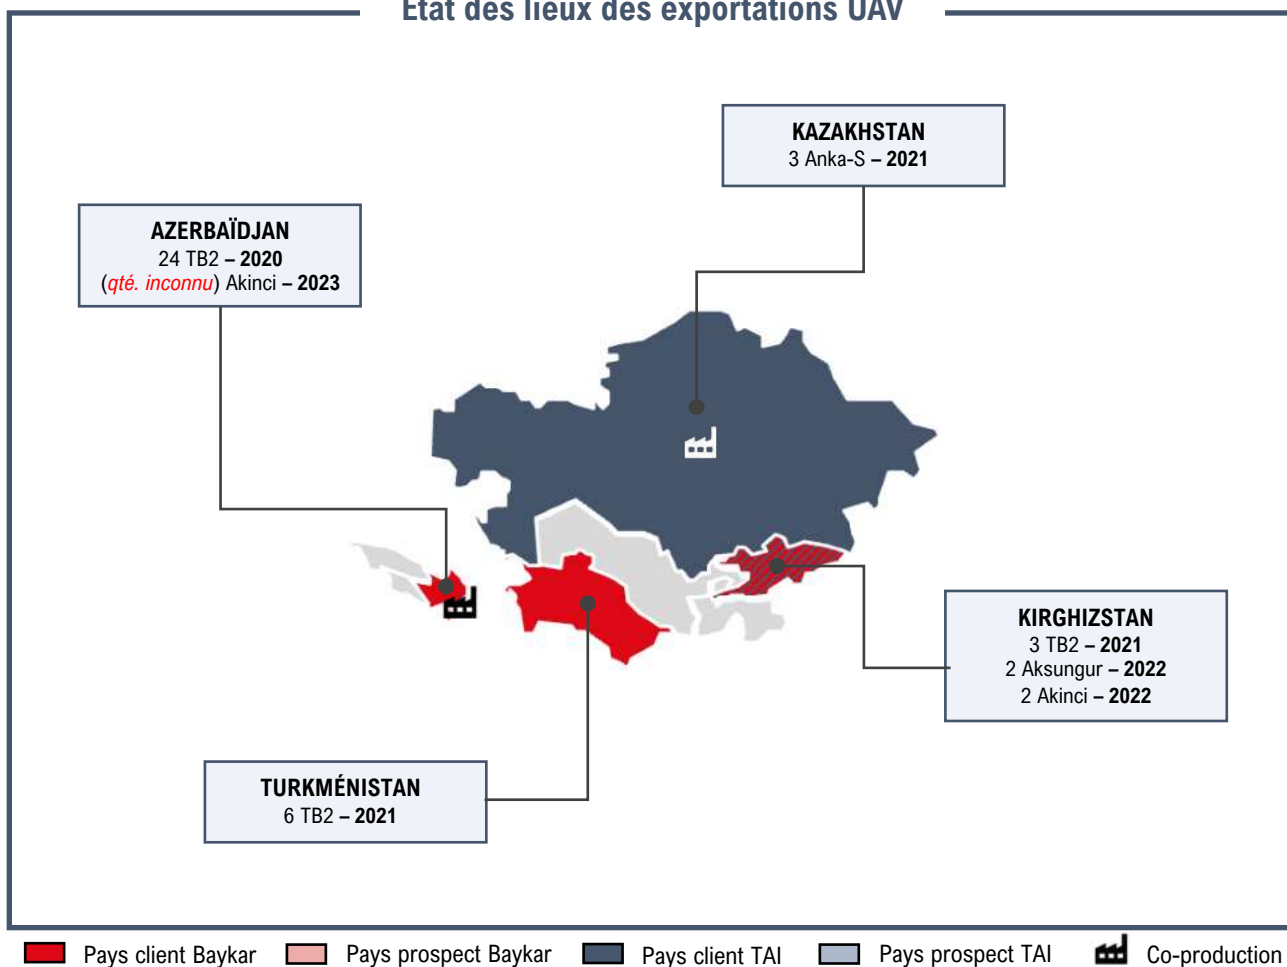 Etat des lieux des exportations UAV
KAZAKHSTAN
3 Anka-S – 2021
AZERBAÏDJAN
24 TB2 – 2020
(qté. inconnu) Akinci – 2023
KIRGHIZSTAN
3 TB2 – 2021
2 Aksungur – 2022
2 Akinci – 2022
TURKMÉNISTAN
6 TB2 – 2021
Pays client Baykar
Pays prospect Baykar
Pays client TAI
Pays prospect TAI
Co-production